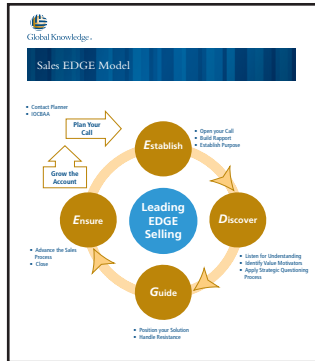 Global Knowledge®
Sales EDGE Model
• Contact Planner
• IOCBAA
Plan Your
Call
Establish
• Open your Call
• Build Rapport
• Establish Purpose
Grow the
Account
Ensure
Leading
EDGE
Selling
Discover
• Advance the Sales
Process
• Close
• Listen for Understanding
• Identify Value Motivators
• Apply Strategic Questioning
Process
Guide
• Position your Solution
• Handle Resistance